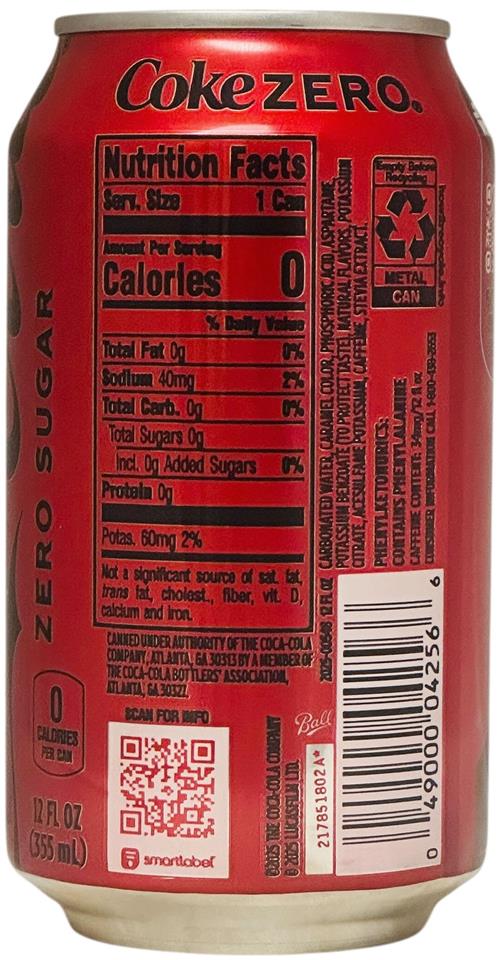 Coke ZERO.
Nutrition Facts
Serv. Size 1 Can
Amount Per Serving
Calories 0
% Daily Value
Total Fat 0g 0%
Sodium 40mg 2%
Total Carb. 0g 0%
Total Sugars 0g
Incl. 0g Added Sugars 0%
Protein 0g
Potas. 60mg 2%
Not a significant source of sat. fat,
trans fat, cholest., fiber, vit. D,
calcium and iron.
CANNED UNDER AUTHORITY OF THE COCA-COLA
COMPANY, ATLANTA, GA 30313 BY A MEMBER OF
THE COCA-COLA BOTTLERS' ASSOCIATION,
ATLANTA, GA 30327.
SCAN FOR INFO
smartlabel
ZERO SUGAR
0
CALORIES
PER CAN
12 FL OZ
(355 mL)
CARBONATED WATER, CARAMEL COLOR, PHOSPHORIC ACID, ASPARTAME,
POTASSIUM BENZOATE (TO PROTECT TASTE), NATURAL FLAVORS, POTASSIUM
CITRATE, ACESULFAME POTASSIUM, CAFFEINE, STEVIA EXTRACT.
PHENYLKETONURICS:
CONTAINS PHENYLALANINE
CAFFEINE CONTENT: 34mg/12 fl oz
CONSUMER INFORMATION CALL 1-800-438-2653
Empty Before
Recycling
METAL
CAN
12 FL OZ
Ball
©2025 THE COCA-COLA COMPANY
© 2025 LUCASFILM LTD.
217851802A*
0 49000 04256 6